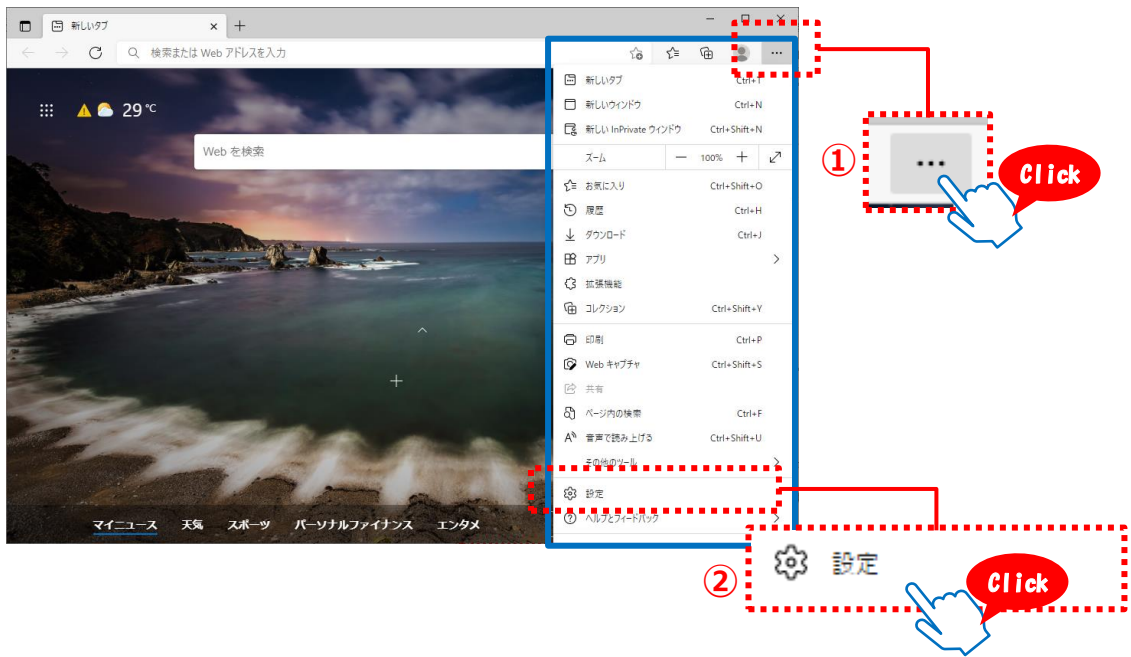 新しいタブ
検索または Web アドレスを入力
29 ℃
Web を検索
新しいタブ Ctrl+T
新しいウィンドウ Ctrl+N
新しい InPrivate ウィンドウ Ctrl+Shift+N
ズーム 100%
お気に入り Ctrl+Shift+O
履歴 Ctrl+H
ダウンロード Ctrl+J
アプリ
拡張機能
コレクション Ctrl+Shift+Y
印刷 Ctrl+P
Web キャプチャ Ctrl+Shift+S
共有
ページ内の検索 Ctrl+F
音声で読み上げる Ctrl+Shift+U
その他のツール
設定
ヘルプとフィードバック
マイニュース 天気 スポーツ パーソナルファイナンス エンタメ
①
Click
②
設定
Click